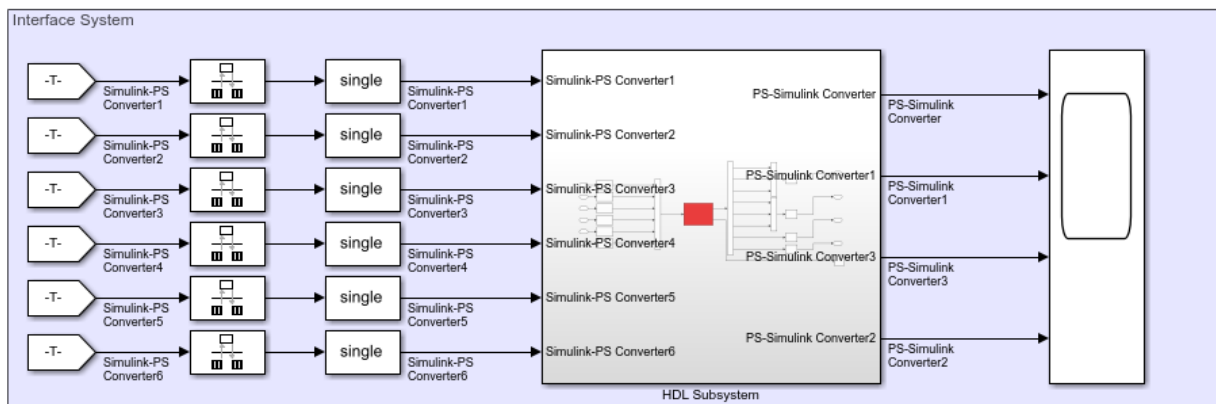 Interface System
-T-
Simulink-PS
Converter1
single
Simulink-PS
Converter1
Simulink-PS Converter1
PS-Simulink Converter
PS-Simulink
Converter
-T-
Simulink-PS
Converter2
single
Simulink-PS
Converter2
Simulink-PS Converter2
-T-
Simulink-PS
Converter3
single
Simulink-PS
Converter3
Simulink-PS Converter3
PS-Simulink Converter1
PS-Simulink
Converter1
-T-
Simulink-PS
Converter4
single
Simulink-PS
Converter4
Simulink-PS Converter4
PS-Simulink Converter3
PS-Simulink
Converter3
-T-
Simulink-PS
Converter5
single
Simulink-PS
Converter5
Simulink-PS Converter5
-T-
Simulink-PS
Converter6
single
Simulink-PS
Converter6
Simulink-PS Converter6
PS-Simulink Converter2
PS-Simulink
Converter2
HDL Subsystem